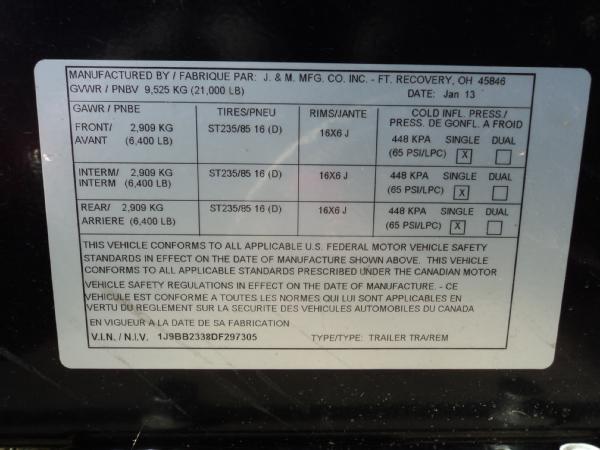 MANUFACTURED BY / FABRIQUE PAR: J. & M. MFG. CO. INC. - FT. RECOVERY, OH 45846
GVWR / PNBV 9,525 KG (21,000 LB) DATE: Jan 13
GAWR / PNBE TIRES/PNEU RIMS/JANTE COLD INFL. PRESS./
PRESS. DE GONFL. A FROID
FRONT/ 2,909 KG ST235/85 16 (D) 16X6 J 448 KPA SINGLE DUAL
AVANT (6,400 LB) (65 PSI/LPC) X
INTERM/ 2,909 KG ST235/85 16 (D) 16X6 J 448 KPA SINGLE DUAL
INTERM (6,400 LB) (65 PSI/LPC) X
REAR/ 2,909 KG ST235/85 16 (D) 16X6 J 448 KPA SINGLE DUAL
ARRIERE (6,400 LB) (65 PSI/LPC) X
THIS VEHICLE CONFORMS TO ALL APPLICABLE U.S. FEDERAL MOTOR VEHICLE SAFETY
STANDARDS IN EFFECT ON THE DATE OF MANUFACTURE SHOWN ABOVE. THIS VEHICLE
CONFORMS TO ALL APPLICABLE STANDARDS PRESCRIBED UNDER THE CANADIAN MOTOR
VEHICLE SAFETY REGULATIONS IN EFFECT ON THE DATE OF MANUFACTURE. - CE
VEHICULE EST CONFORME A TOUTES LES NORMES QUI LUI SONT APPLICABLES EN
VERTU DU REGLEMENT SUR LA SECURITE DES VEHICULES AUTOMOBILES DU CANADA
EN VIGUEUR A LA DATE DE SA FABRICATION
V.I.N. / N.I.V. 1J9BB2338DF297305 TYPE/TYPE: TRAILER TRA/REM